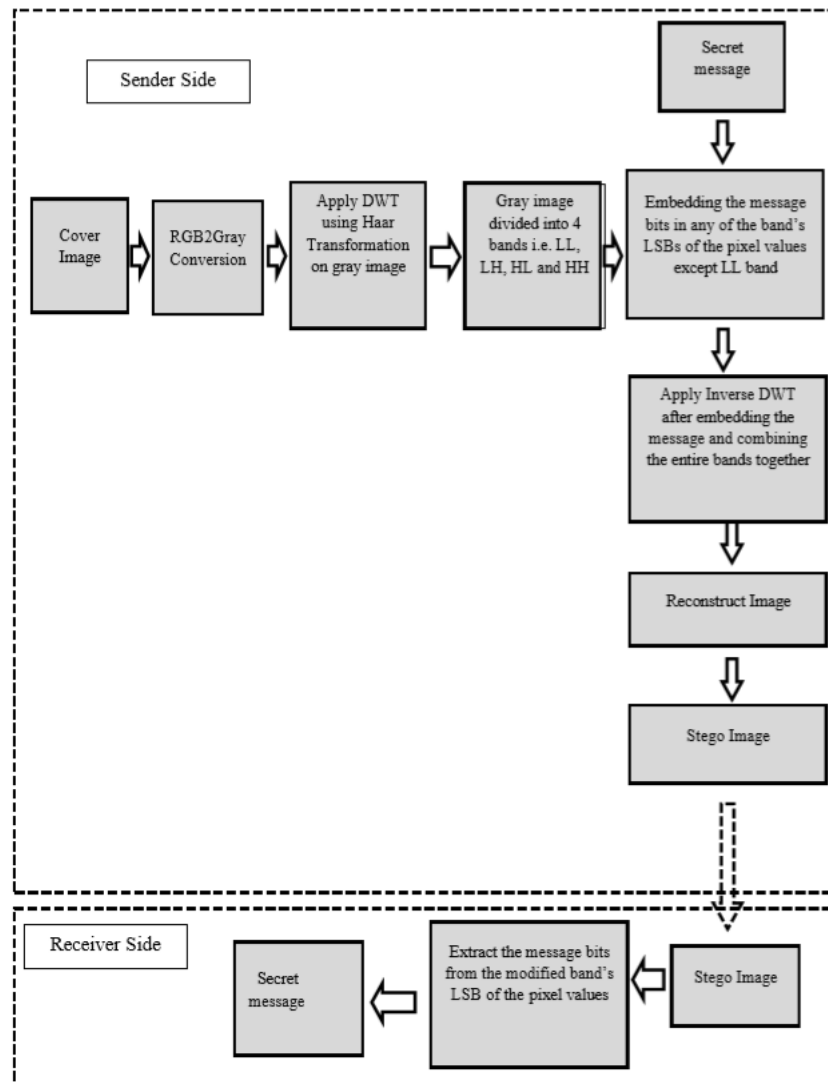 Sender Side
Secret
message
Cover
Image
RGB2Gray
Conversion
Apply DWT
using Haar
Transformation
on gray image
Gray image
divided into 4
bands i.e. LL,
LH, HL and HH
Embedding the message
bits in any of the band’s
LSBs of the pixel values
except LL band
Apply Inverse DWT
after embedding the
message and combining
the entire bands together
Reconstruct Image
Stego Image
Receiver Side
Stego Image
Extract the message bits
from the modified band’s
LSB of the pixel values
Secret
message